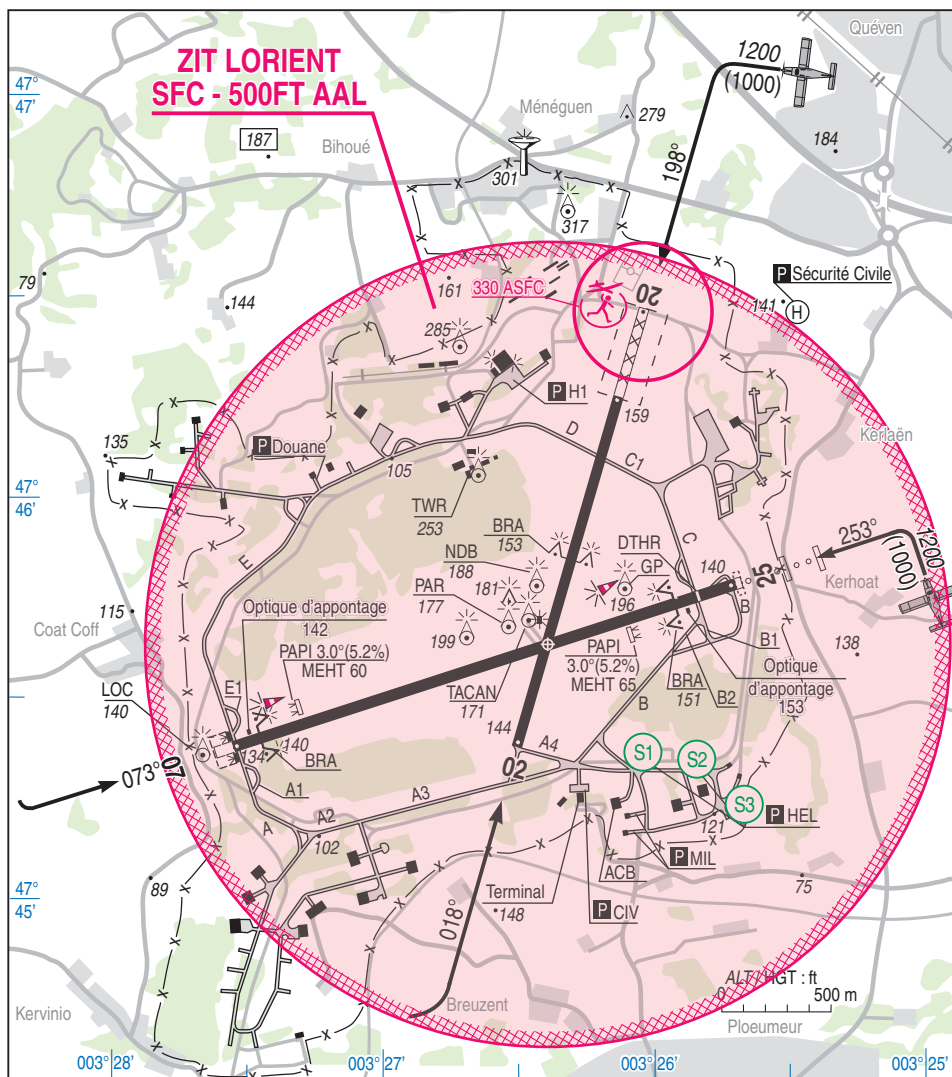 Quéven
ZIT LORIENT
SFC - 500FT AAL
1200
(1000)
47°
47'
Ménéguen
279
187
Bihoué
184
198°
301
317
79
144
161
330 ASFC
20
P Sécurité Civile
141
H
285
P H1
159
135
P Douane
D
C1
Kerlaën
105
47°
46'
TWR
253
BRA
153
DTHR
C
253°
1200
(1000)
NDB
188
GP
140
25
E
PAR
177
181
196
Kerhoat
115
Optique d'appontage
142
B
Coat Coff
199
PAPI 3.0°(5.2%)
MEHT 60
PAPI
3.0°(5.2%)
MEHT 65
B1
138
LOC
140
E1
TACAN
171
B
BRA
151
B2
Optique
d'appontage
153
144
134
140
BRA
A4
S1
S2
073°
07
02
A1
A3
S3
A
A2
121
P HEL
102
P MIL
ACB
75
89
Terminal
148
P CIV
47°
45'
018°
ALT / HGT : ft
0
500 m
Kervinio
Breuzent
Ploeumeur
003° 28'
003° 27'
003° 26'
003° 25'